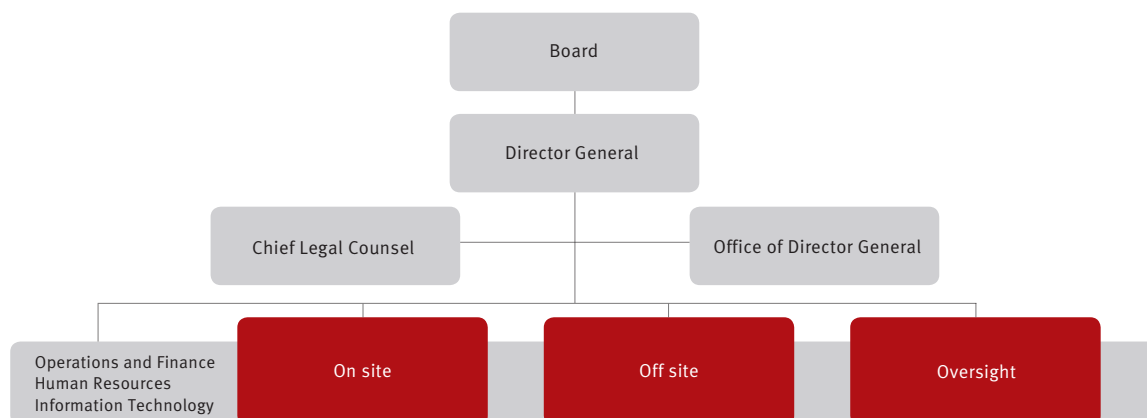 Board
Director General
Chief Legal Counsel
Office of Director General
Operations and Finance
Human Resources
Information Technology
On site
Off site
Oversight